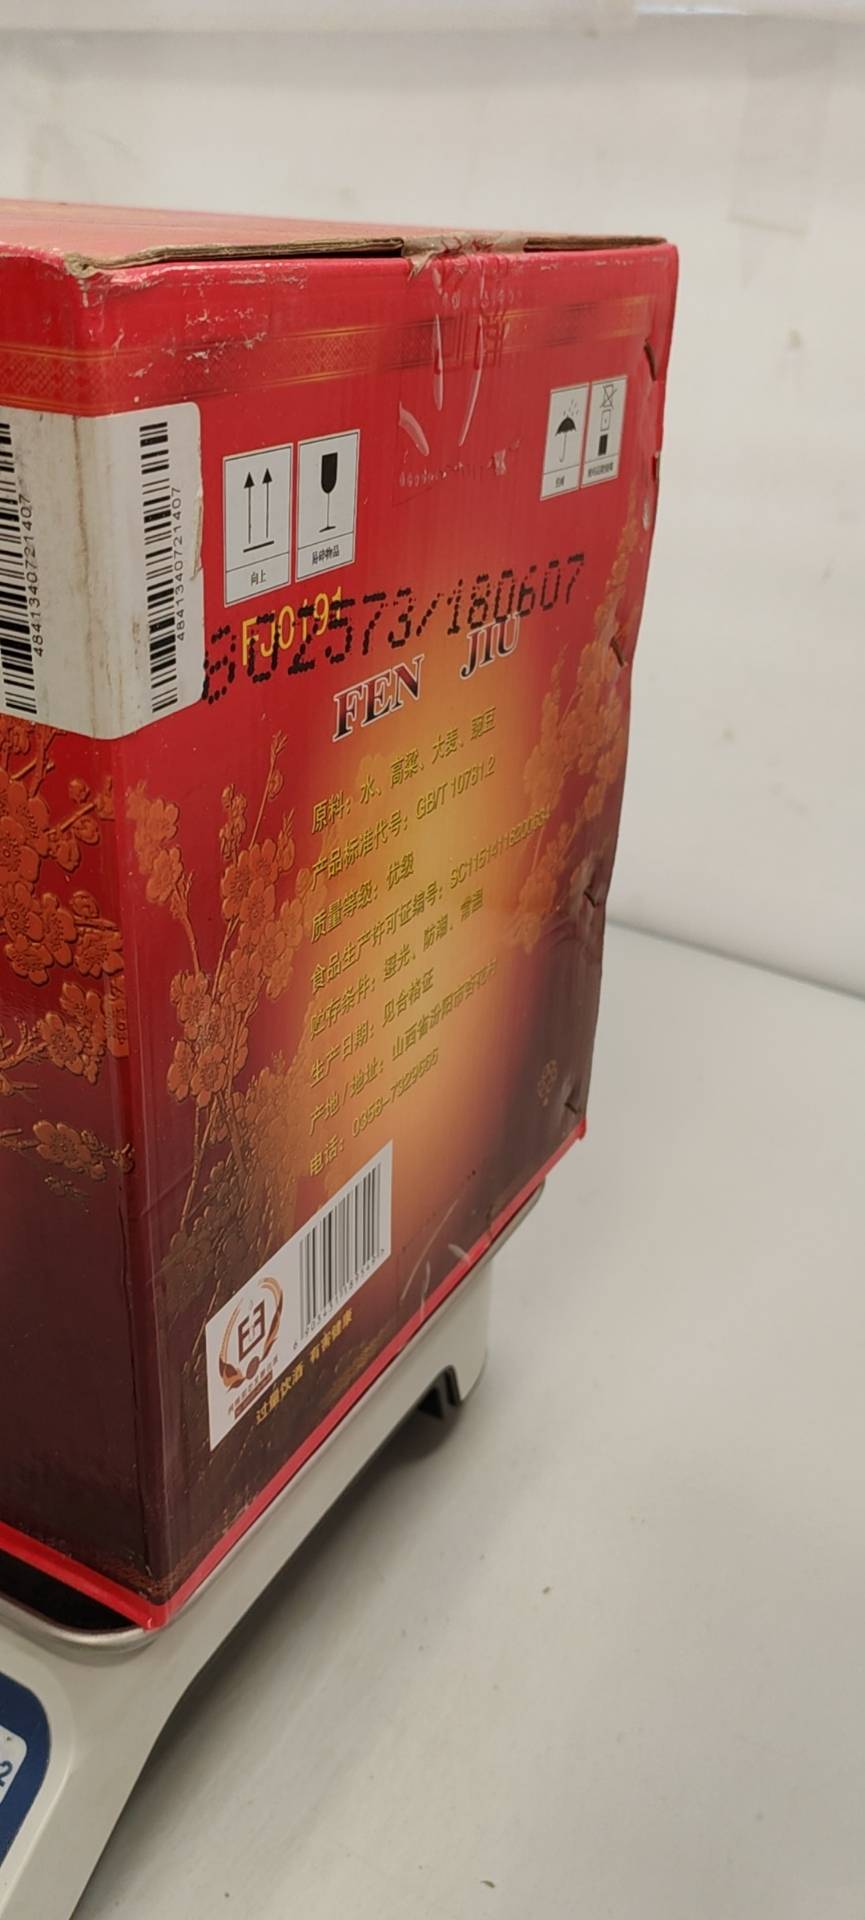 4841340721407
4841340721407
向上
易碎物品
FJ0191
802573/180607
FEN JIU
原料：水、高粱、大麦、豌豆
产品标准代号：GB/T 10781.2
质量等级：优级
食品生产许可证编号：SC11514118200634
贮存条件：避光、防潮、常温
生产日期：见合格证
产地/地址：山西省汾阳市杏花村
电话：0358-7329555
过量饮酒 有害健康
2